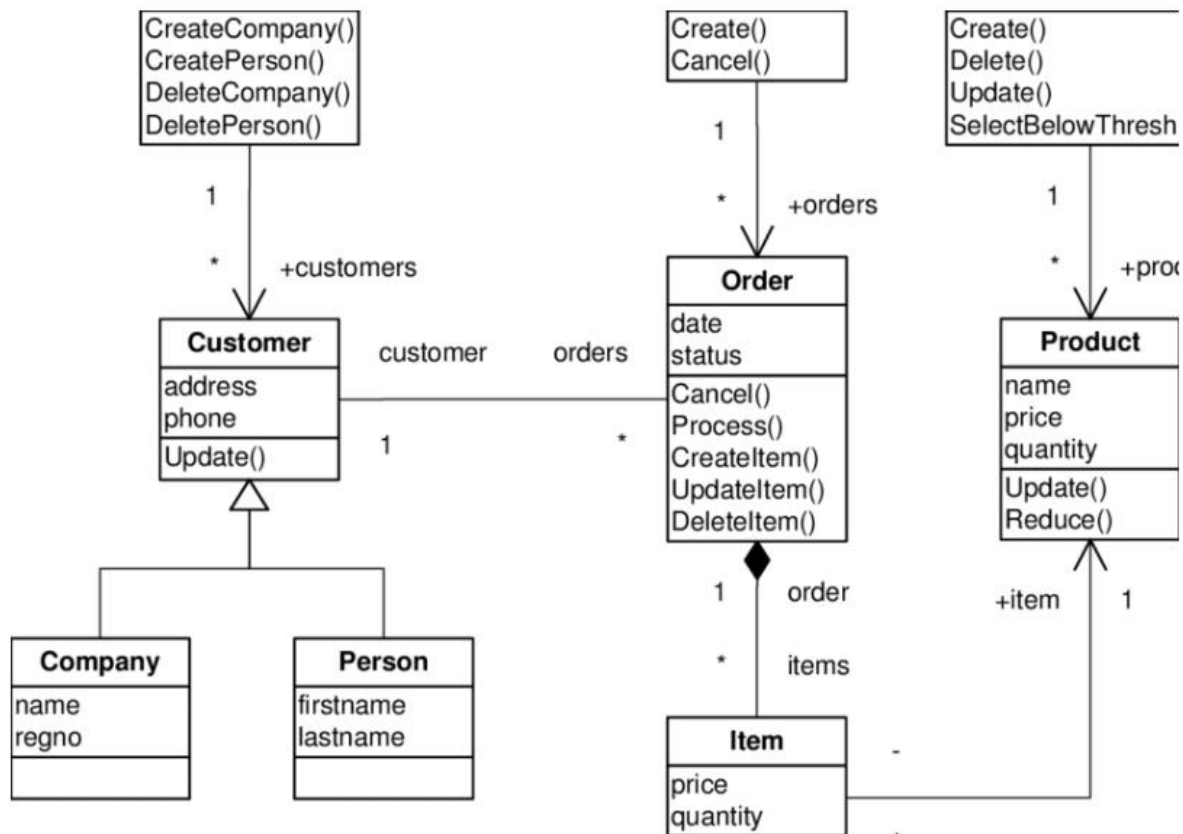 CreateCompany()
CreatePerson()
DeleteCompany()
DeletePerson()
Create()
Cancel()
Create()
Delete()
Update()
SelectBelowThresh
1
*
+customers
1
*
+orders
1
*
+prod
Customer
address
phone
Update()
customer
orders
1
*
Order
date
status
Cancel()
Process()
CreateItem()
UpdateItem()
DeleteItem()
Product
name
price
quantity
Update()
Reduce()
1
order
*
items
+item
1
Company
name
regno
Person
firstname
lastname
Item
price
quantity
-